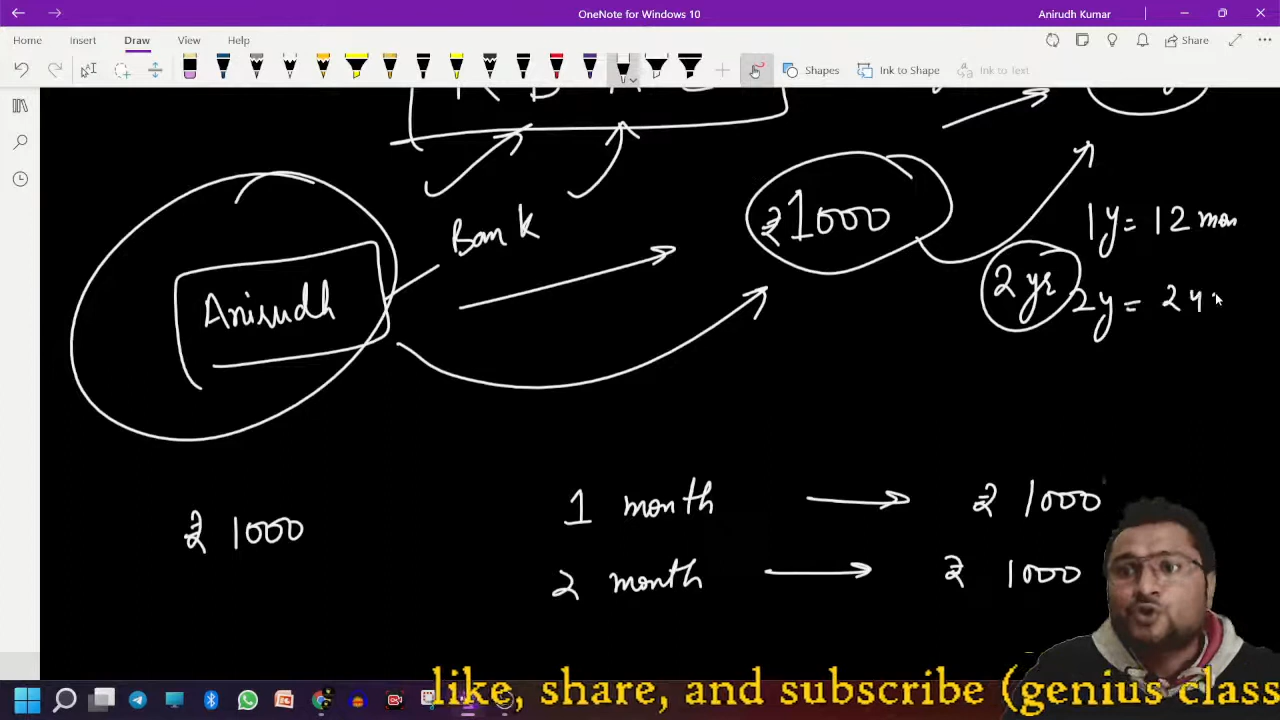 OneNote for Windows 10
Anirudh Kumar
Home Insert Draw View Help
Share
Shapes
Ink to Shape
Ink to Text
Bank
₹1000
1y = 12 mon
Anirudh
2 yr
2y = 24
₹ 1000
1 month → ₹ 1000
2 month → ₹ 1000
like, share, and subscribe (genius class